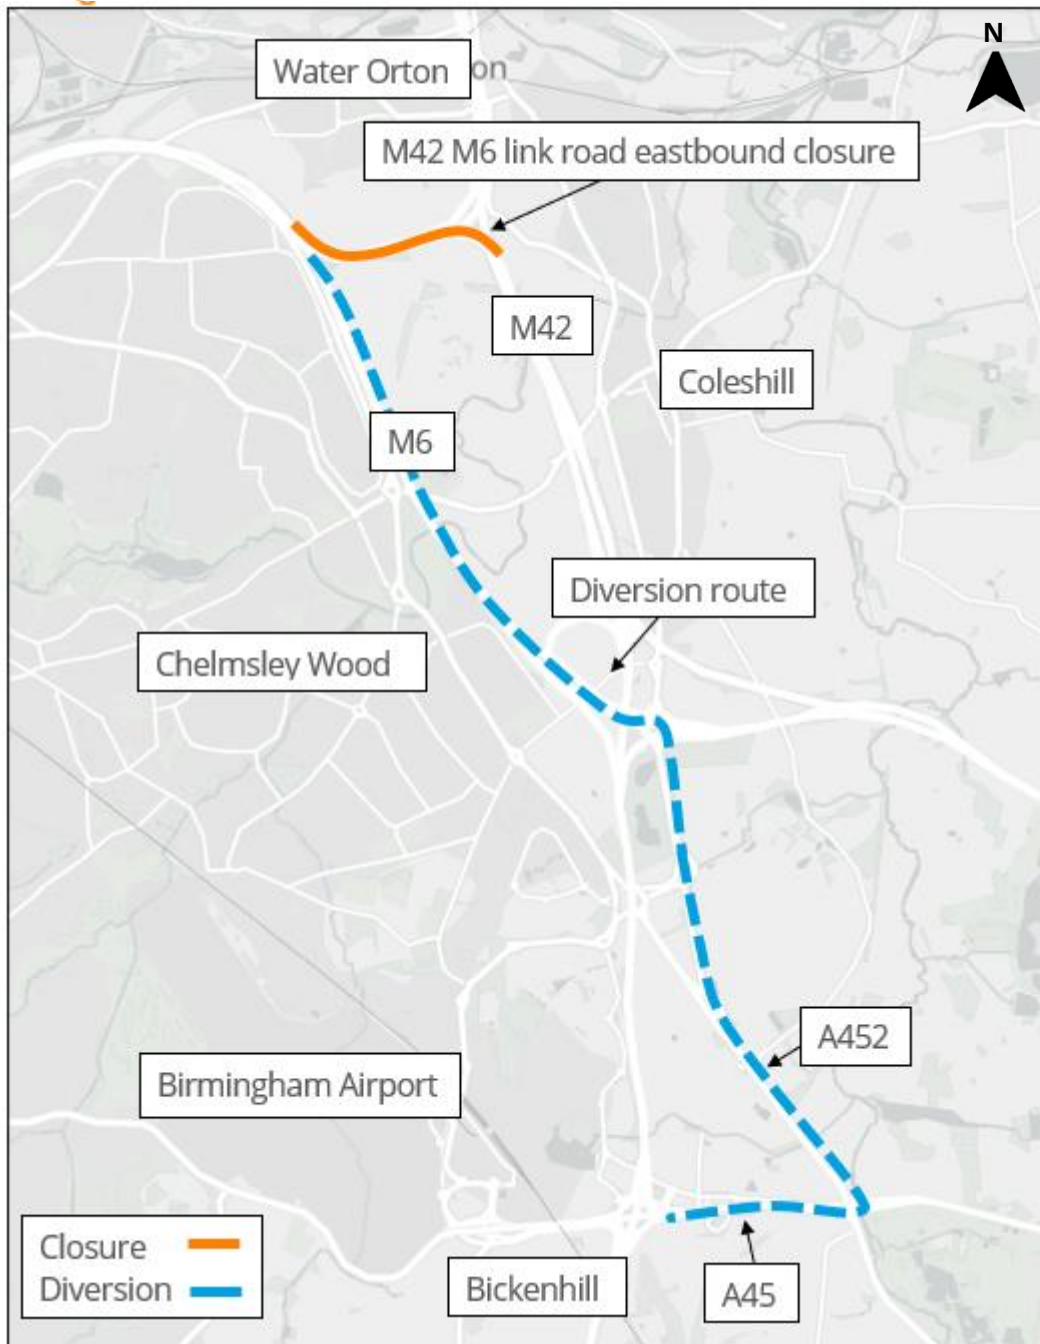 N
Water Orton on
M42 M6 link road eastbound closure
M42
Coleshill
M6
Diversion route
Chelmsley Wood
A452
Birmingham Airport
Closure
Diversion
Bickenhill
A45